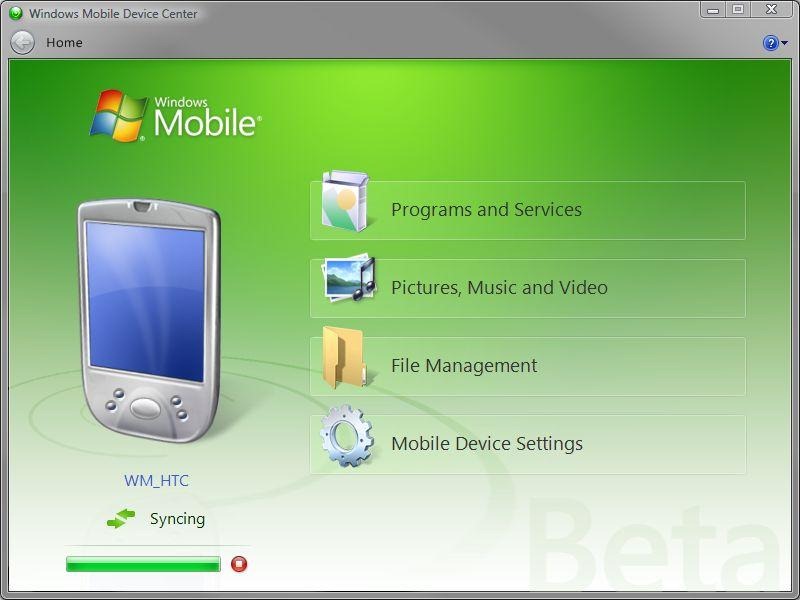 Windows Mobile Device Center
Home
Windows
Mobile®
Programs and Services
Pictures, Music and Video
File Management
Mobile Device Settings
WM_HTC
Syncing
Beta